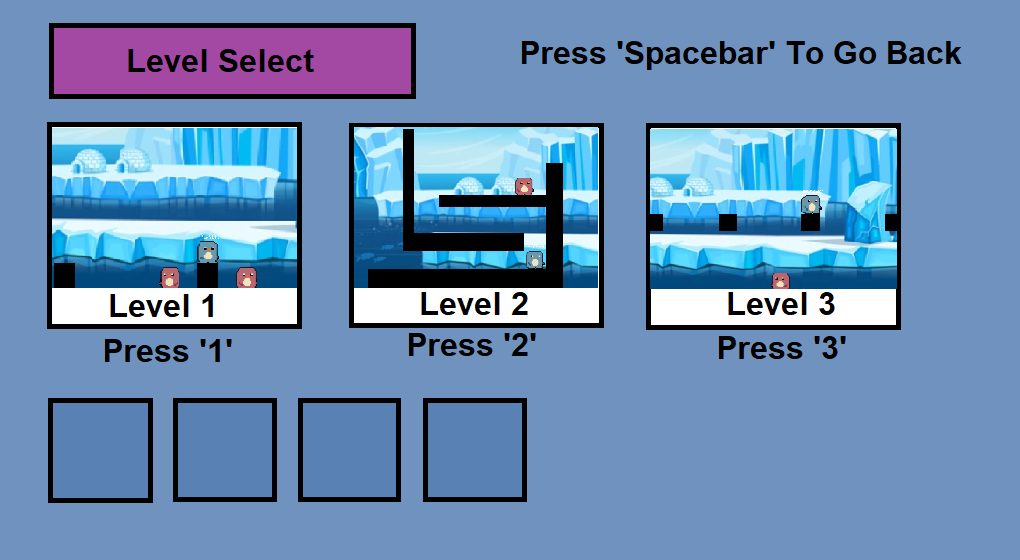 Level Select
Press 'Spacebar' To Go Back
Level 1
Level 2
Level 3
Press '1'
Press '2'
Press '3'